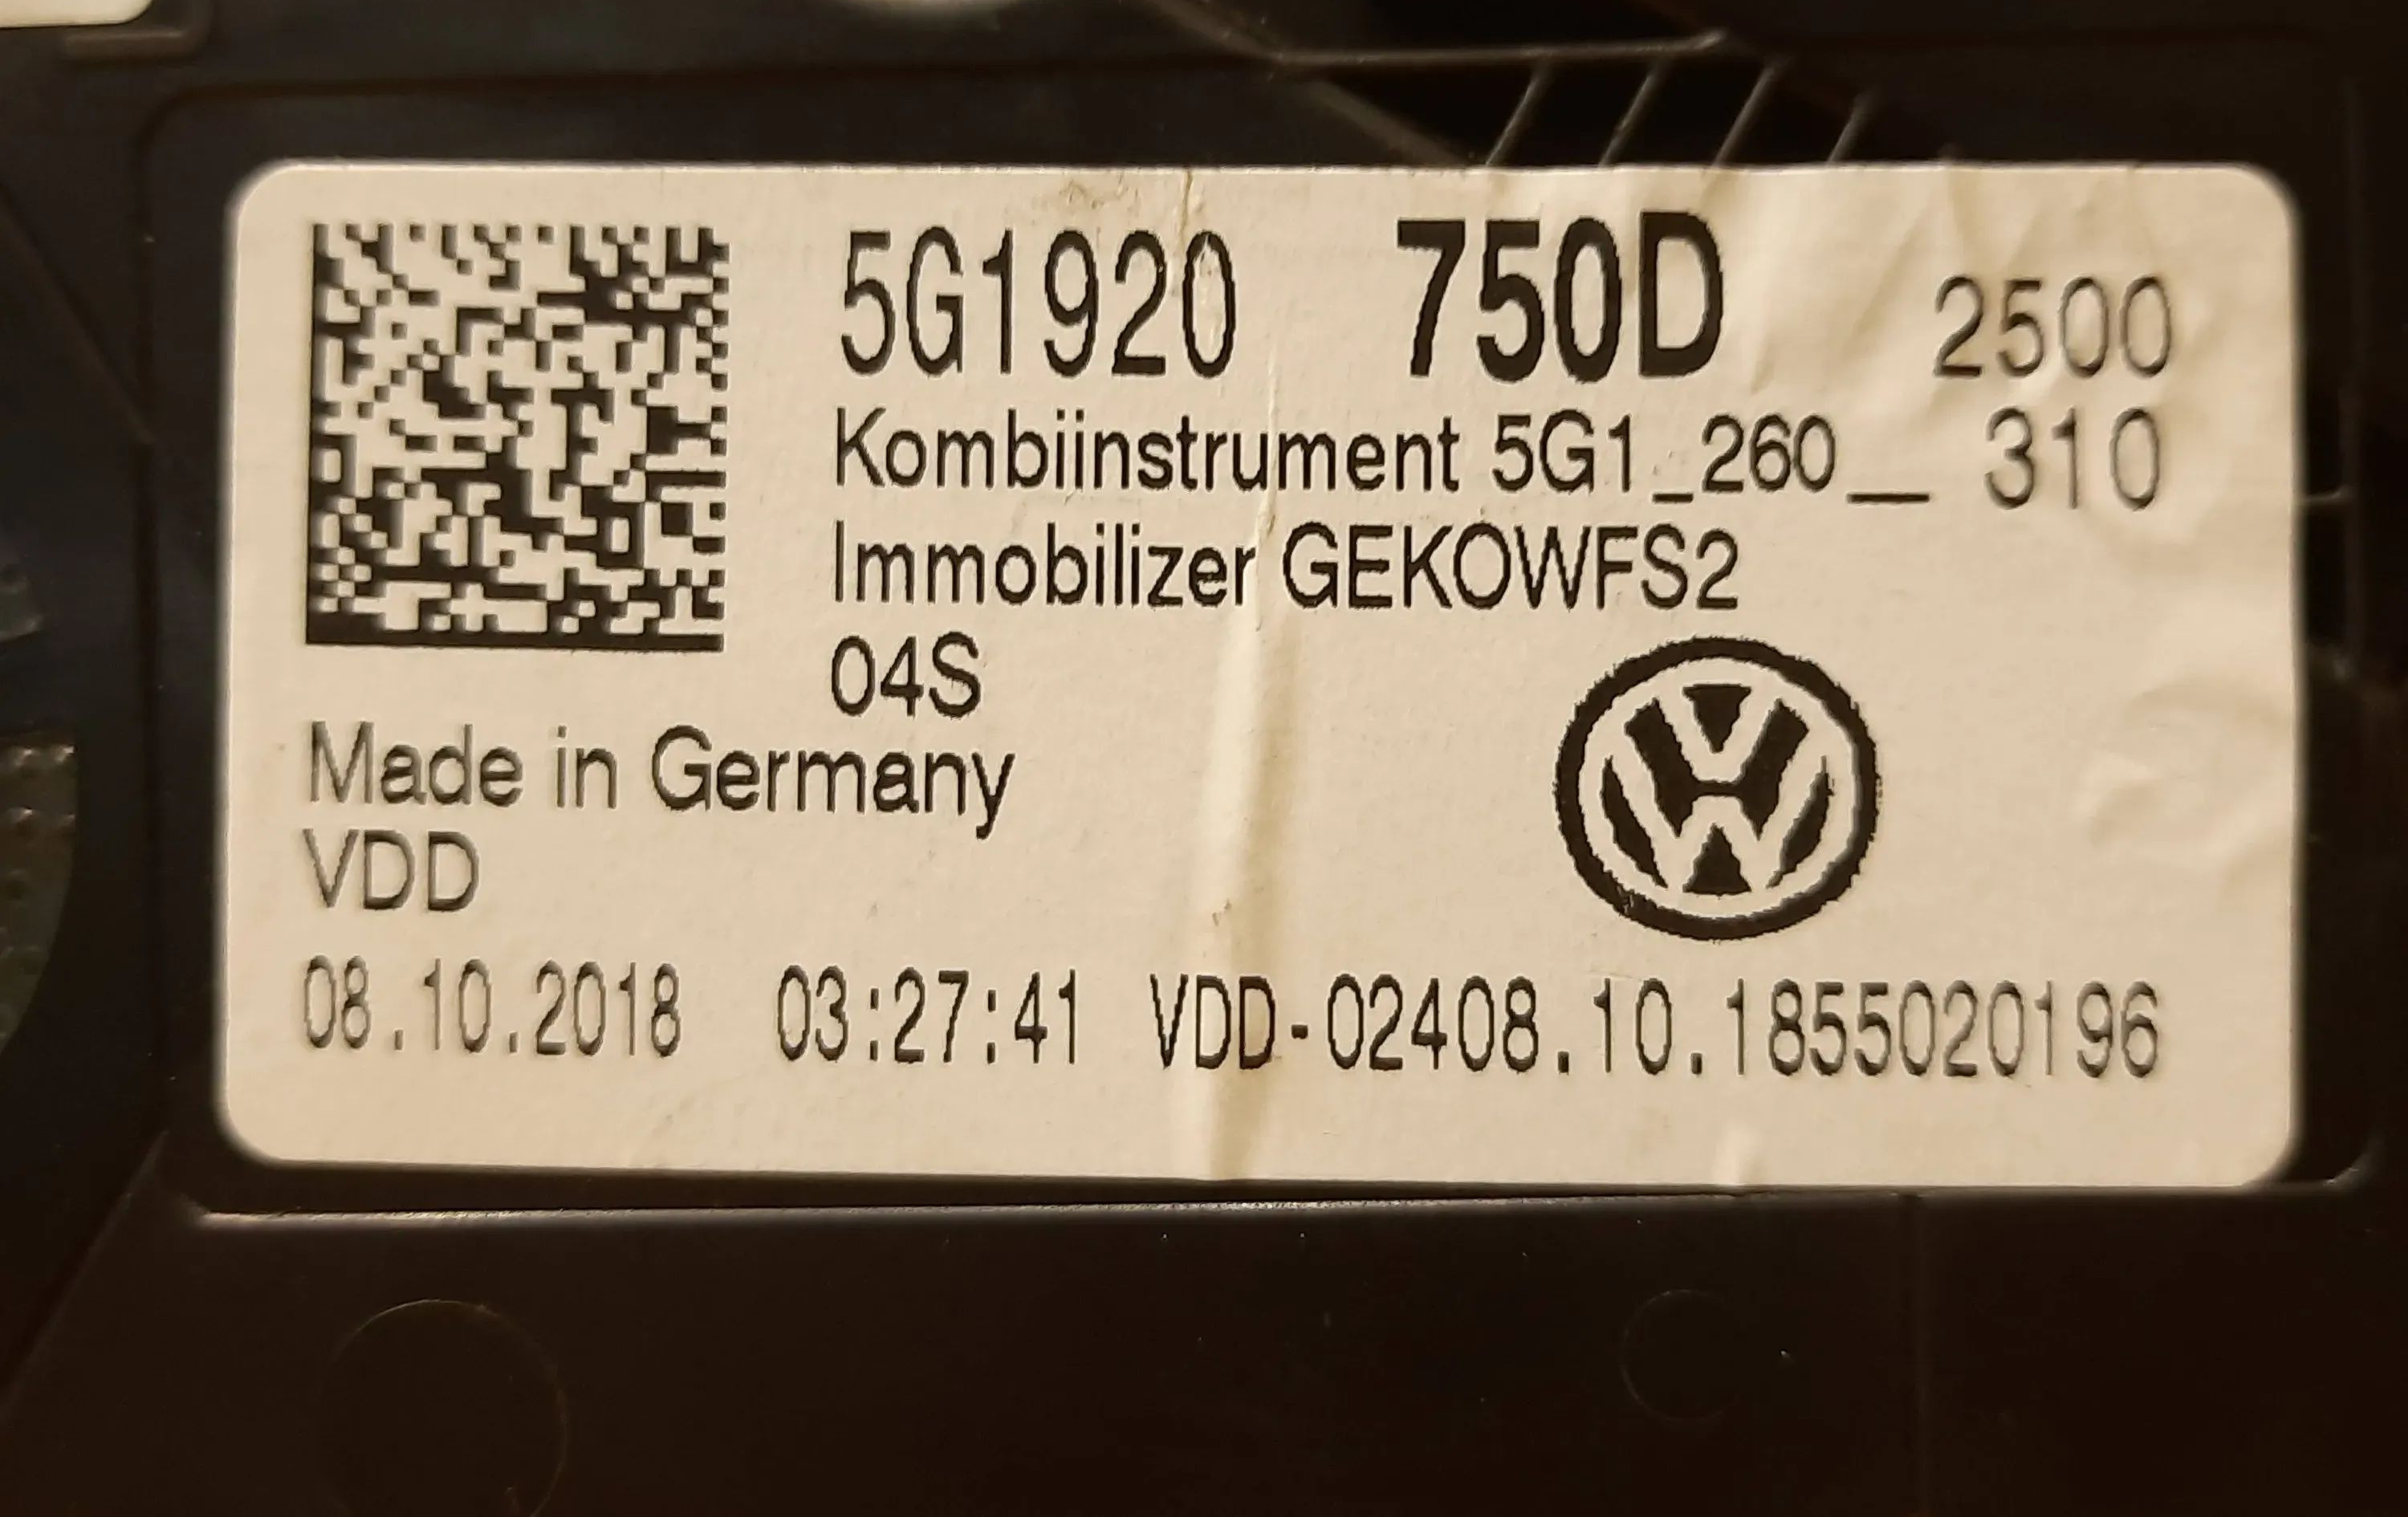 5G1920 750D 2500
Kombiinstrument 5G1_260__ 310
Immobilizer GEKOWFS2
04S
Made in Germany
VDD
08.10.2018 03:27:41 VDD-02408.10.1855020196